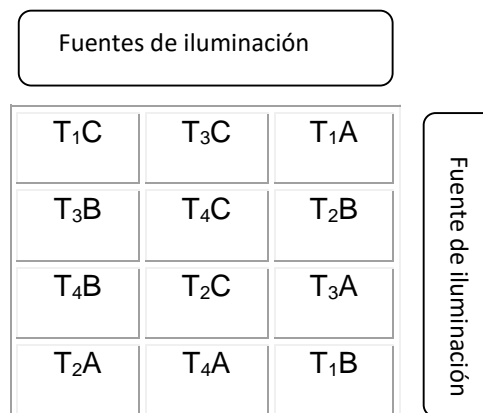 Fuentes de iluminación
T₁C T₃C T₁A
T₃B T₄C T₂B
T₄B T₂C T₃A
T₂A T₄A T₁B
Fuente de iluminación